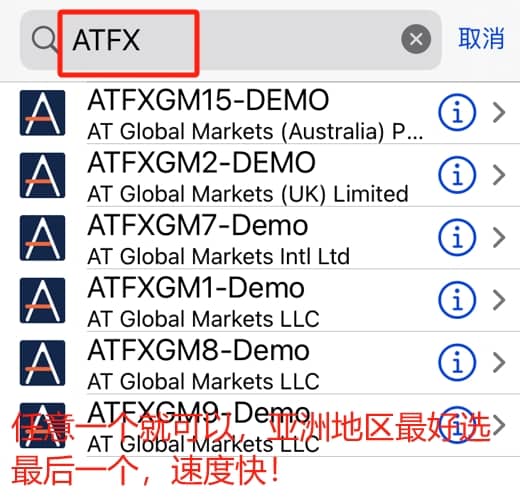 ATFX
取消
ATFXGM15-DEMO
AT Global Markets (Australia) P...
ATFXGM2-DEMO
AT Global Markets (UK) Limited
ATFXGM7-Demo
AT Global Markets Intl Ltd
ATFXGM1-Demo
AT Global Markets LLC
ATFXGM8-Demo
AT Global Markets LLC
ATFXGM9-Demo
AT Global Markets LLC
任意一个就可以，亚洲地区最好选
最后一个，速度快！